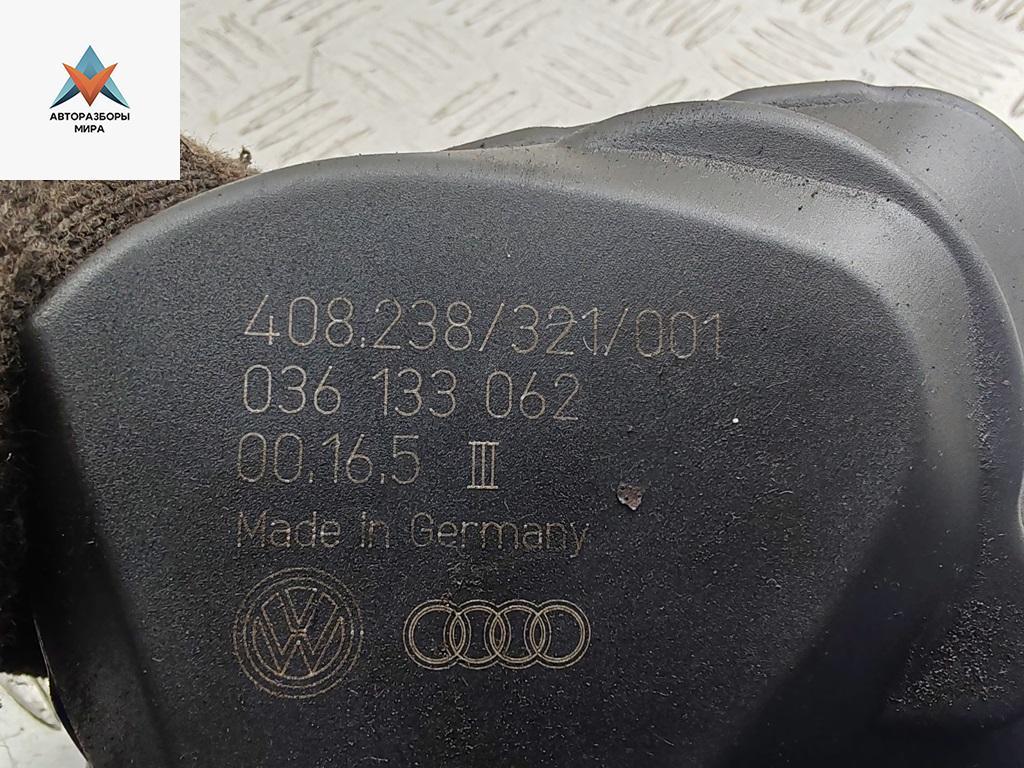 АВТОРАЗБОРЫ
МИРА
408.238/321/001
036 133 062
00.16.5 III
Made in Germany